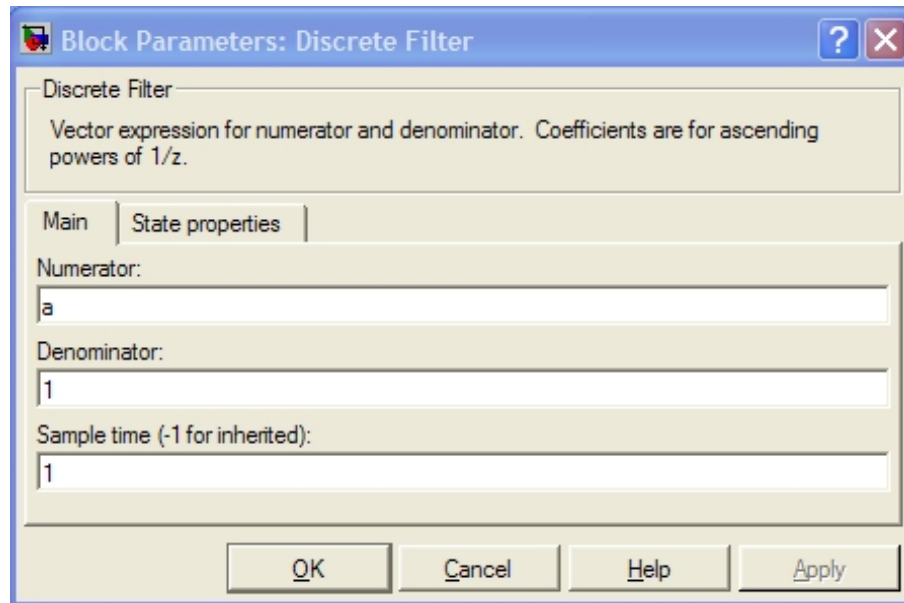 Block Parameters: Discrete Filter
?
Discrete Filter
Vector expression for numerator and denominator.  Coefficients are for ascending
powers of 1/z.
Main
State properties
Numerator:
a
Denominator:
1
Sample time (-1 for inherited):
1
OK
Cancel
Help
Apply